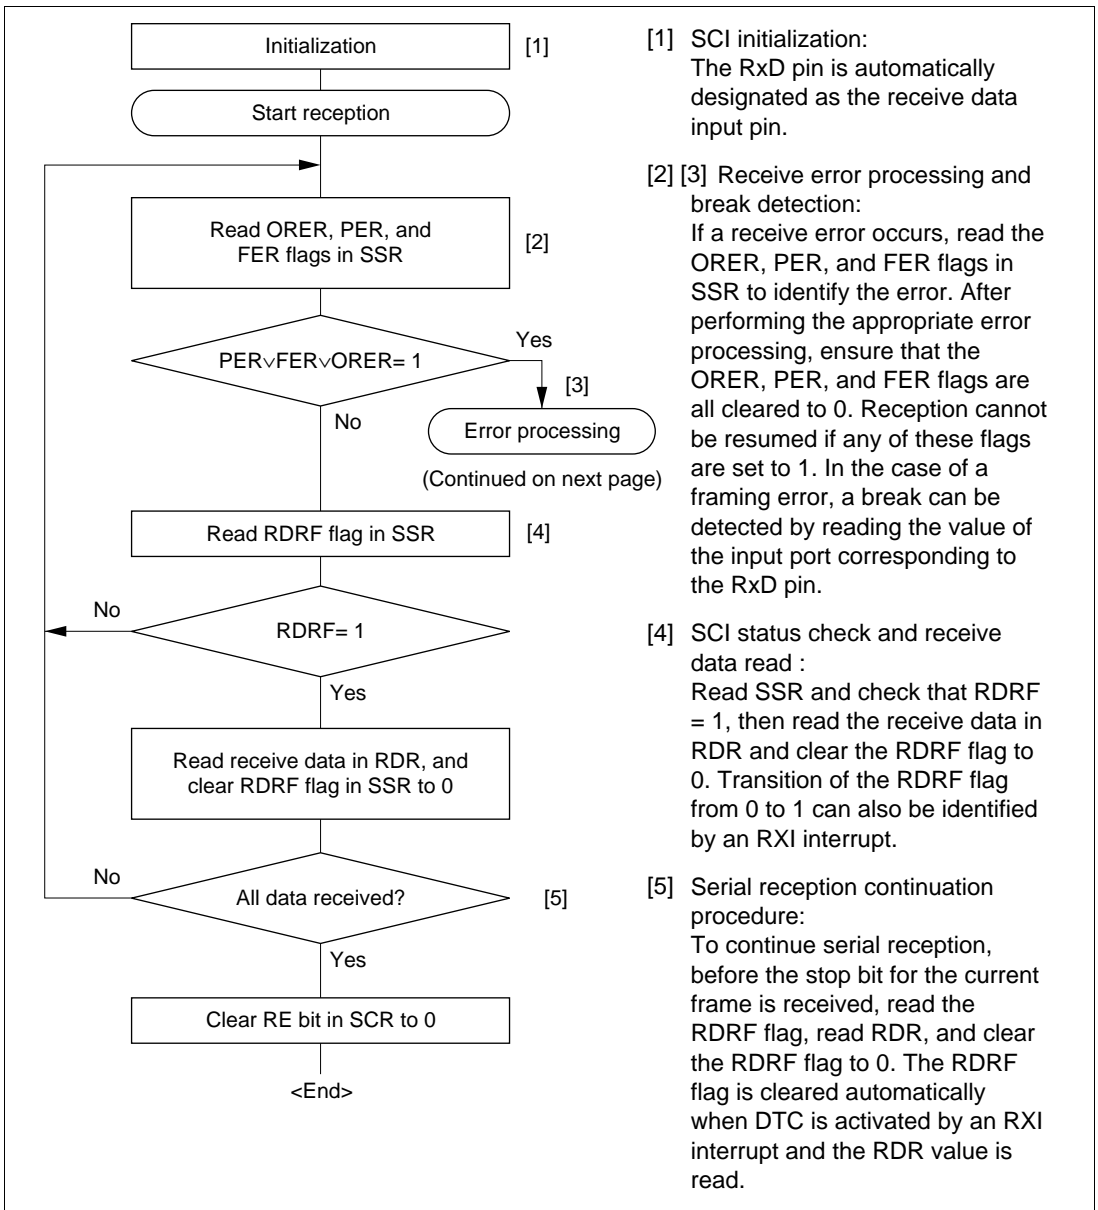 Initialization
[1]
Start reception
Read ORER, PER, and
FER flags in SSR
[2]
PER∨FER∨ORER= 1
Yes
[3]
No
Error processing
(Continued on next page)
Read RDRF flag in SSR
[4]
No
RDRF= 1
Yes
Read receive data in RDR, and
clear RDRF flag in SSR to 0
No
All data received?
[5]
Yes
Clear RE bit in SCR to 0
<End>
[1] SCI initialization:
The RxD pin is automatically
designated as the receive data
input pin.
[2] [3] Receive error processing and
break detection:
If a receive error occurs, read the
ORER, PER, and FER flags in
SSR to identify the error. After
performing the appropriate error
processing, ensure that the
ORER, PER, and FER flags are
all cleared to 0. Reception cannot
be resumed if any of these flags
are set to 1. In the case of a
framing error, a break can be
detected by reading the value of
the input port corresponding to
the RxD pin.
[4] SCI status check and receive
data read :
Read SSR and check that RDRF
= 1, then read the receive data in
RDR and clear the RDRF flag to
0. Transition of the RDRF flag
from 0 to 1 can also be identified
by an RXI interrupt.
[5] Serial reception continuation
procedure:
To continue serial reception,
before the stop bit for the current
frame is received, read the
RDRF flag, read RDR, and clear
the RDRF flag to 0. The RDRF
flag is cleared automatically
when DTC is activated by an RXI
interrupt and the RDR value is
read.